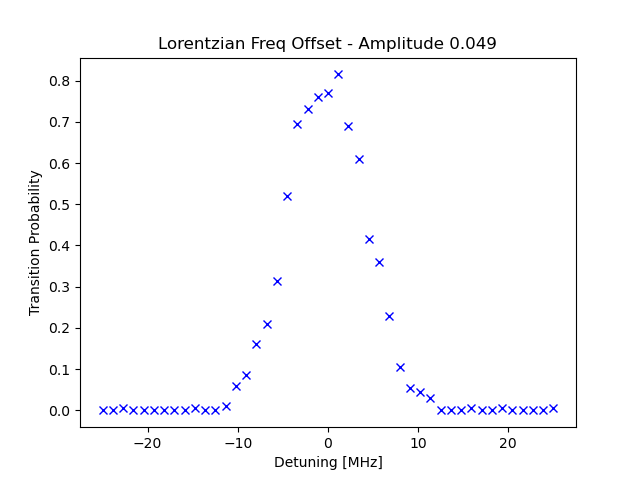 Lorentzian Freq Offset - Amplitude 0.049
0.8
0.7
0.6
0.5
0.4
0.3
0.2
0.1
0.0
Transition Probability
−20 −10 0 10 20
Detuning [MHz]